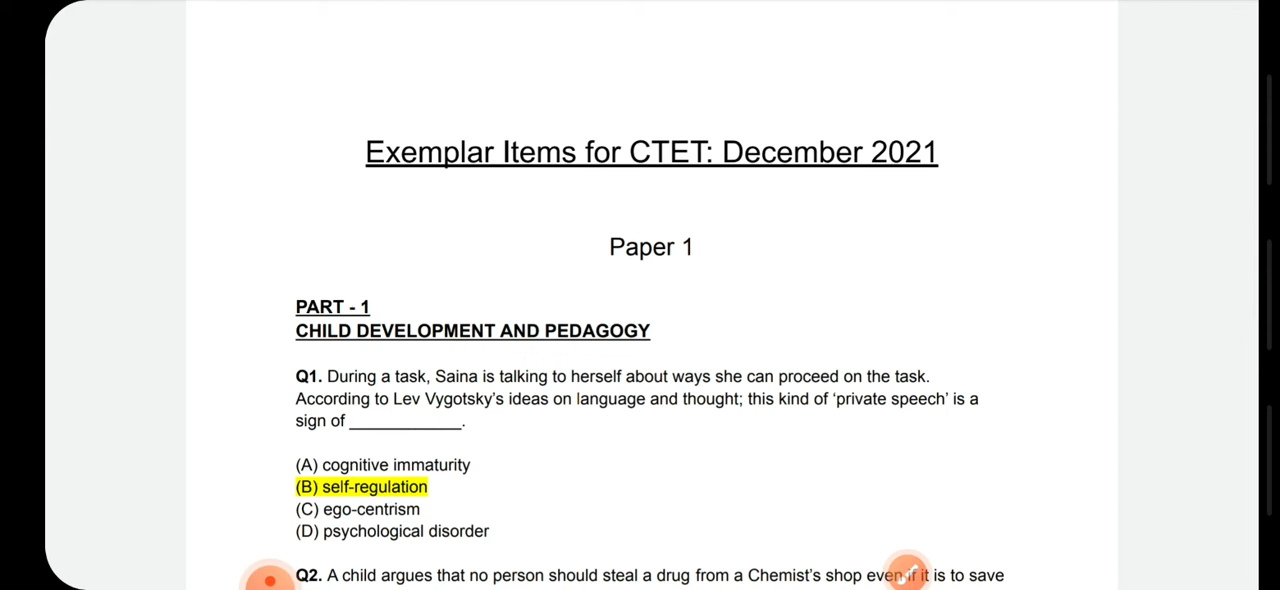 Exemplar Items for CTET: December 2021
Paper 1
PART - 1
CHILD DEVELOPMENT AND PEDAGOGY
Q1. During a task, Saina is talking to herself about ways she can proceed on the task.
According to Lev Vygotsky’s ideas on language and thought; this kind of ‘private speech’ is a
sign of ____________.
(A) cognitive immaturity
(B) self-regulation
(C) ego-centrism
(D) psychological disorder
Q2. A child argues that no person should steal a drug from a Chemist’s shop even if it is to save